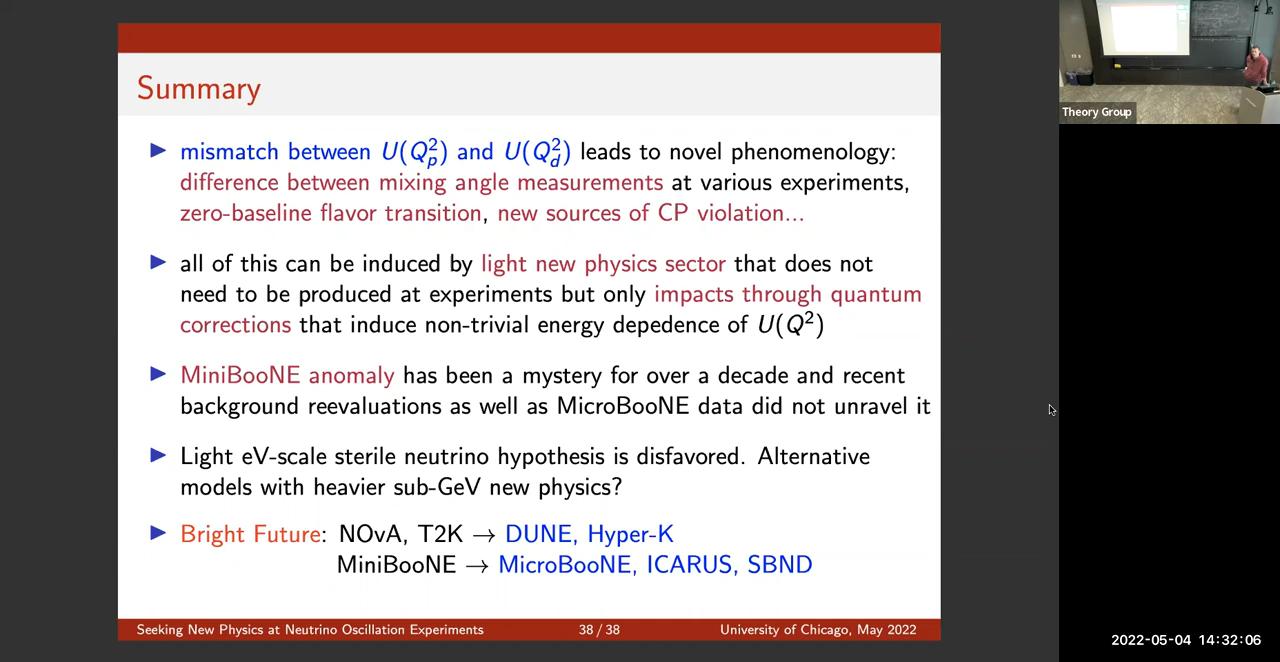 Summary
▶ mismatch between U(Q²ₚ) and U(Q²_d) leads to novel phenomenology:
difference between mixing angle measurements at various experiments,
zero-baseline flavor transition, new sources of CP violation...
▶ all of this can be induced by light new physics sector that does not
need to be produced at experiments but only impacts through quantum
corrections that induce non-trivial energy depedence of U(Q²)
▶ MiniBooNE anomaly has been a mystery for over a decade and recent
background reevaluations as well as MicroBooNE data did not unravel it
▶ Light eV-scale sterile neutrino hypothesis is disfavored. Alternative
models with heavier sub-GeV new physics?
▶ Bright Future: NOvA, T2K → DUNE, Hyper-K
MiniBooNE → MicroBooNE, ICARUS, SBND
Seeking New Physics at Neutrino Oscillation Experiments 38 / 38 University of Chicago, May 2022
Theory Group
2022-05-04 14:32:06